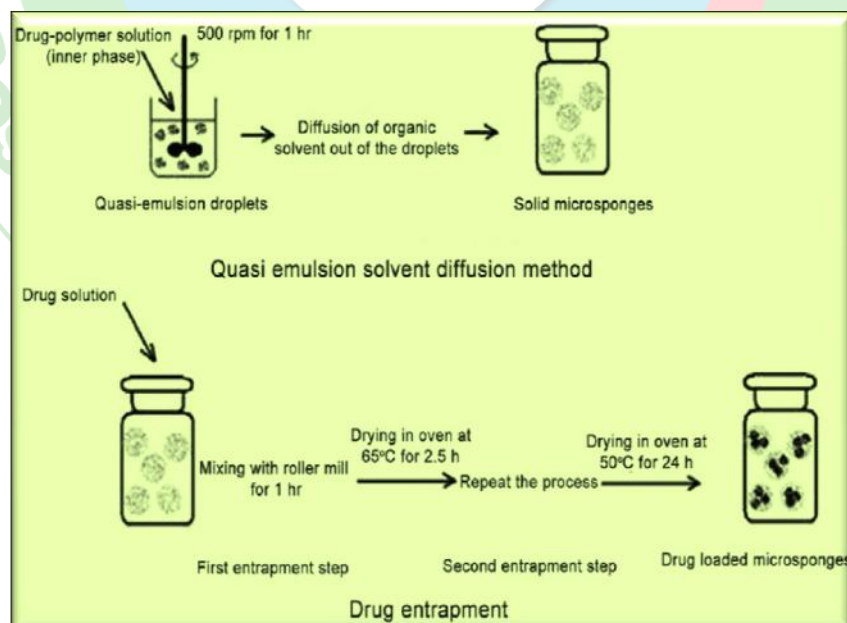 Drug-polymer solution
(inner phase)
500 rpm for 1 hr
Diffusion of organic
solvent out of the droplets
Quasi-emulsion droplets
Solid microsponges
Quasi emulsion solvent diffusion method
Drug solution
Mixing with roller mill
for 1 hr
Drying in oven at
65ºC for 2.5 h
Repeat the process
Drying in oven at
50ºC for 24 h
First entrapment step
Second entrapment step
Drug loaded microsponges
Drug entrapment